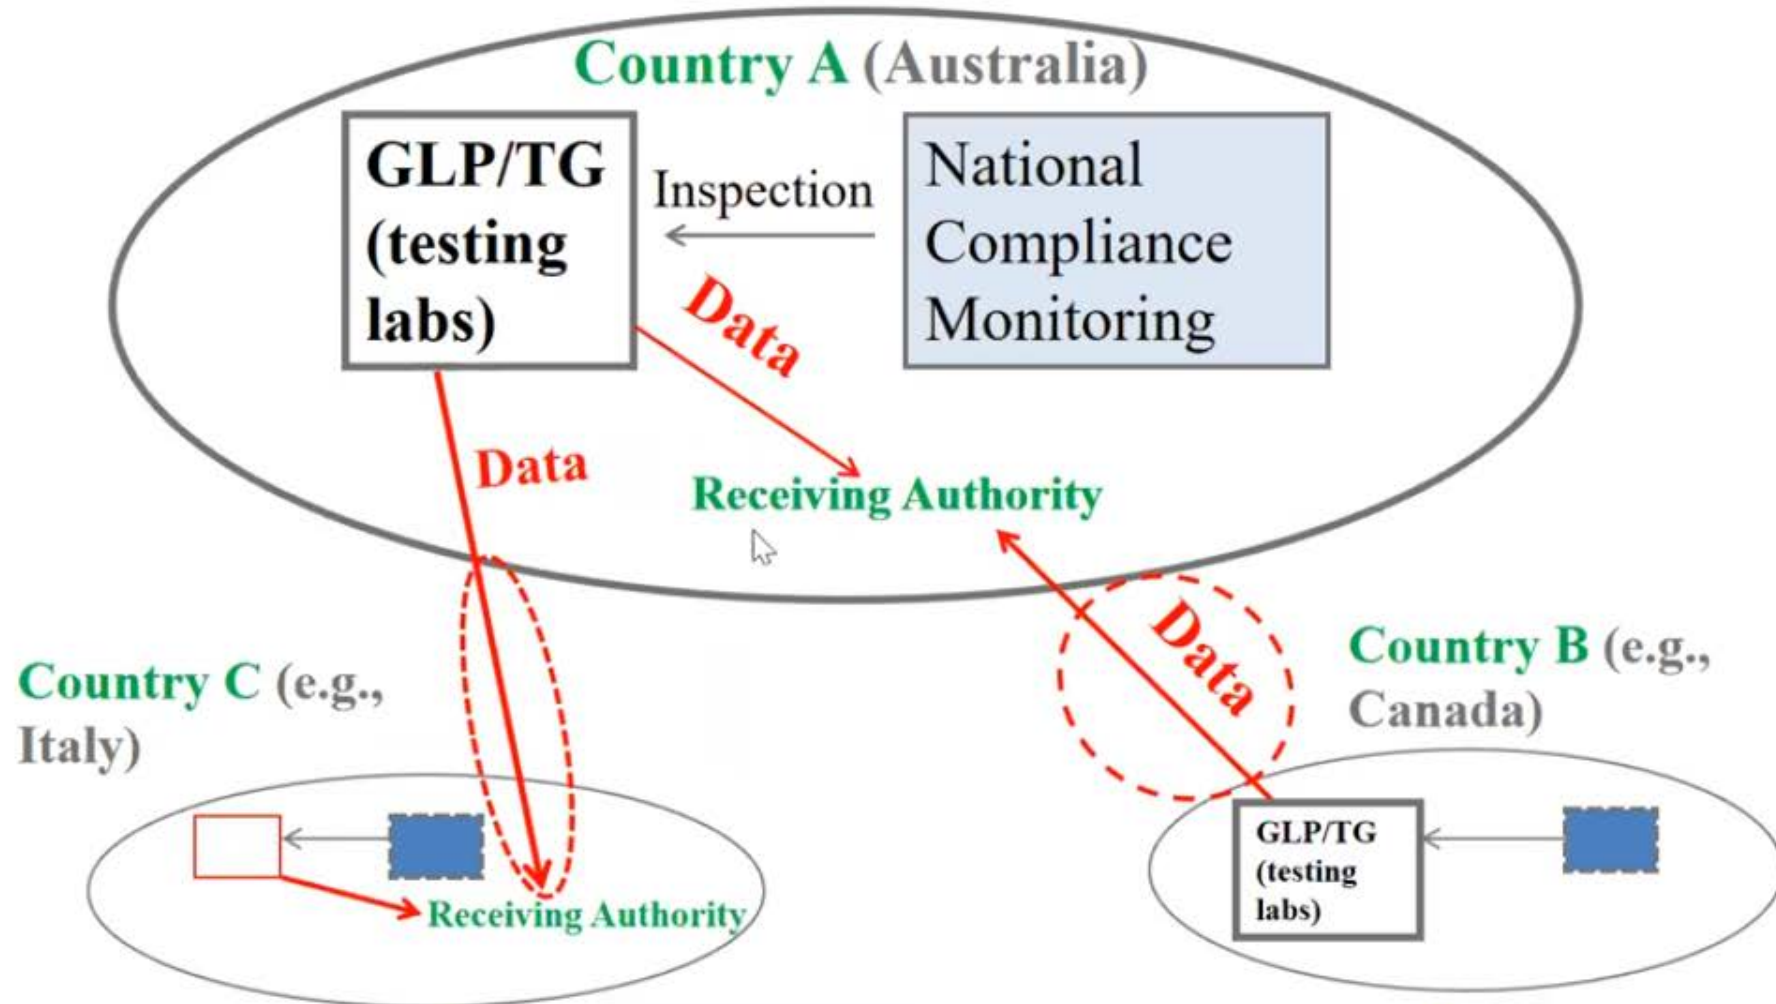 Country A (Australia)
GLP/TG
(testing
labs)
Inspection
National
Compliance
Monitoring
Data
Data
Receiving Authority
Data
Country C (e.g.,
Italy)
Country B (e.g.,
Canada)
GLP/TG
(testing
labs)
Receiving Authority